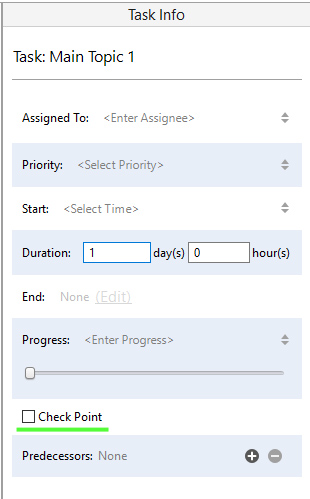 Task Info
Task: Main Topic 1
Assigned To: <Enter Assignee>
Priority: <Select Priority>
Start: <Select Time>
Duration: 1 day(s) 0 hour(s)
End: None (Edit)
Progress: <Enter Progress>
Check Point
Predecessors: None